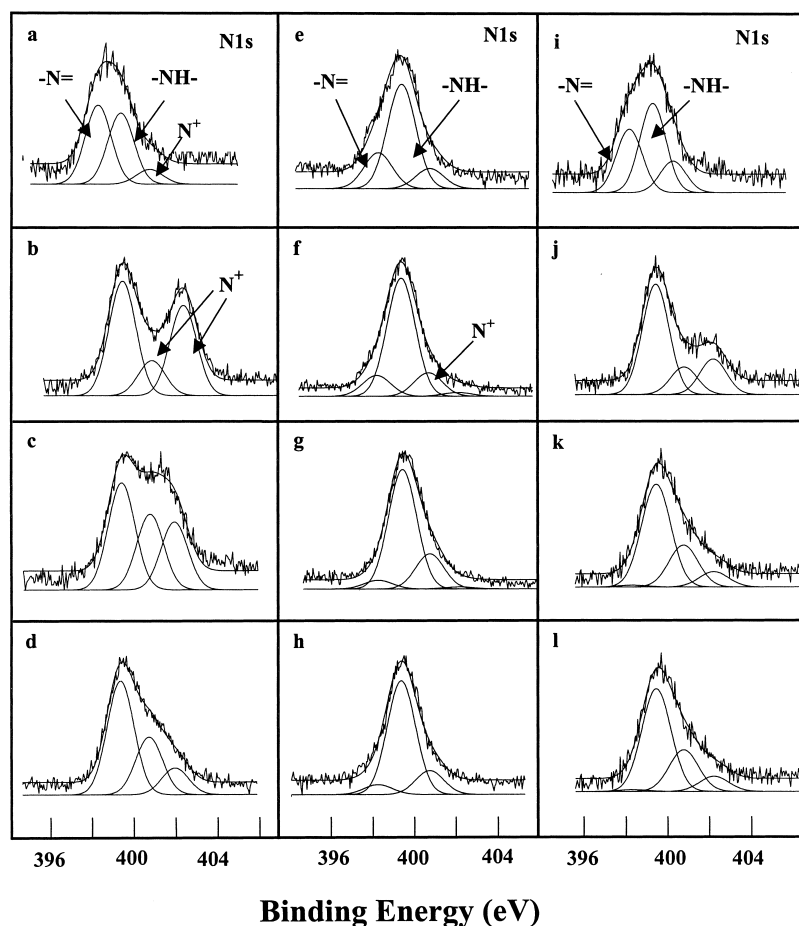 a N1s e N1s i N1s
-N= -NH- N+ -N= -NH- -N= -NH-
b N+ f N+ j
c g k
d h l
396 400 404 396 400 404 396 400 404
Binding Energy (eV)